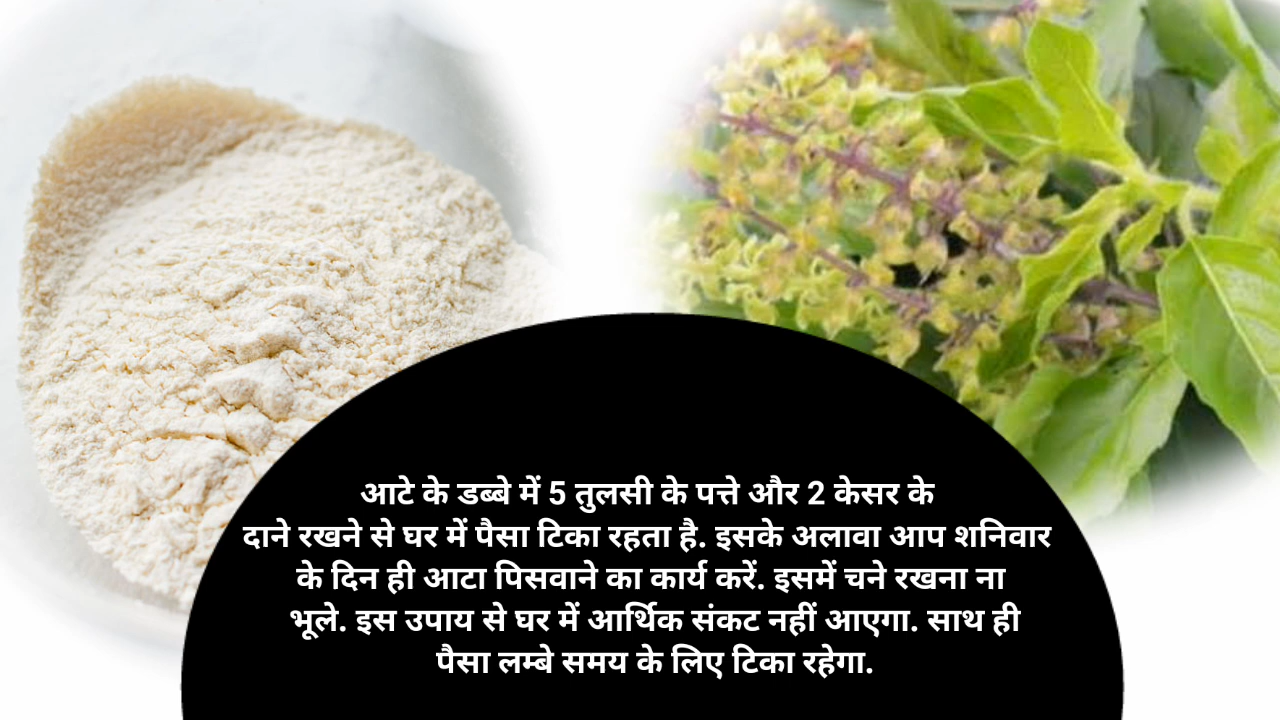 आटे के डब्बे में 5 तुलसी के पत्ते और 2 केसर के
दाने रखने से घर में पैसा टिका रहता है. इसके अलावा आप शनिवार
के दिन ही आटा पिसवाने का कार्य करें. इसमें चने रखना ना
भूले. इस उपाय से घर में आर्थिक संकट नहीं आएगा. साथ ही
पैसा लम्बे समय के लिए टिका रहेगा.